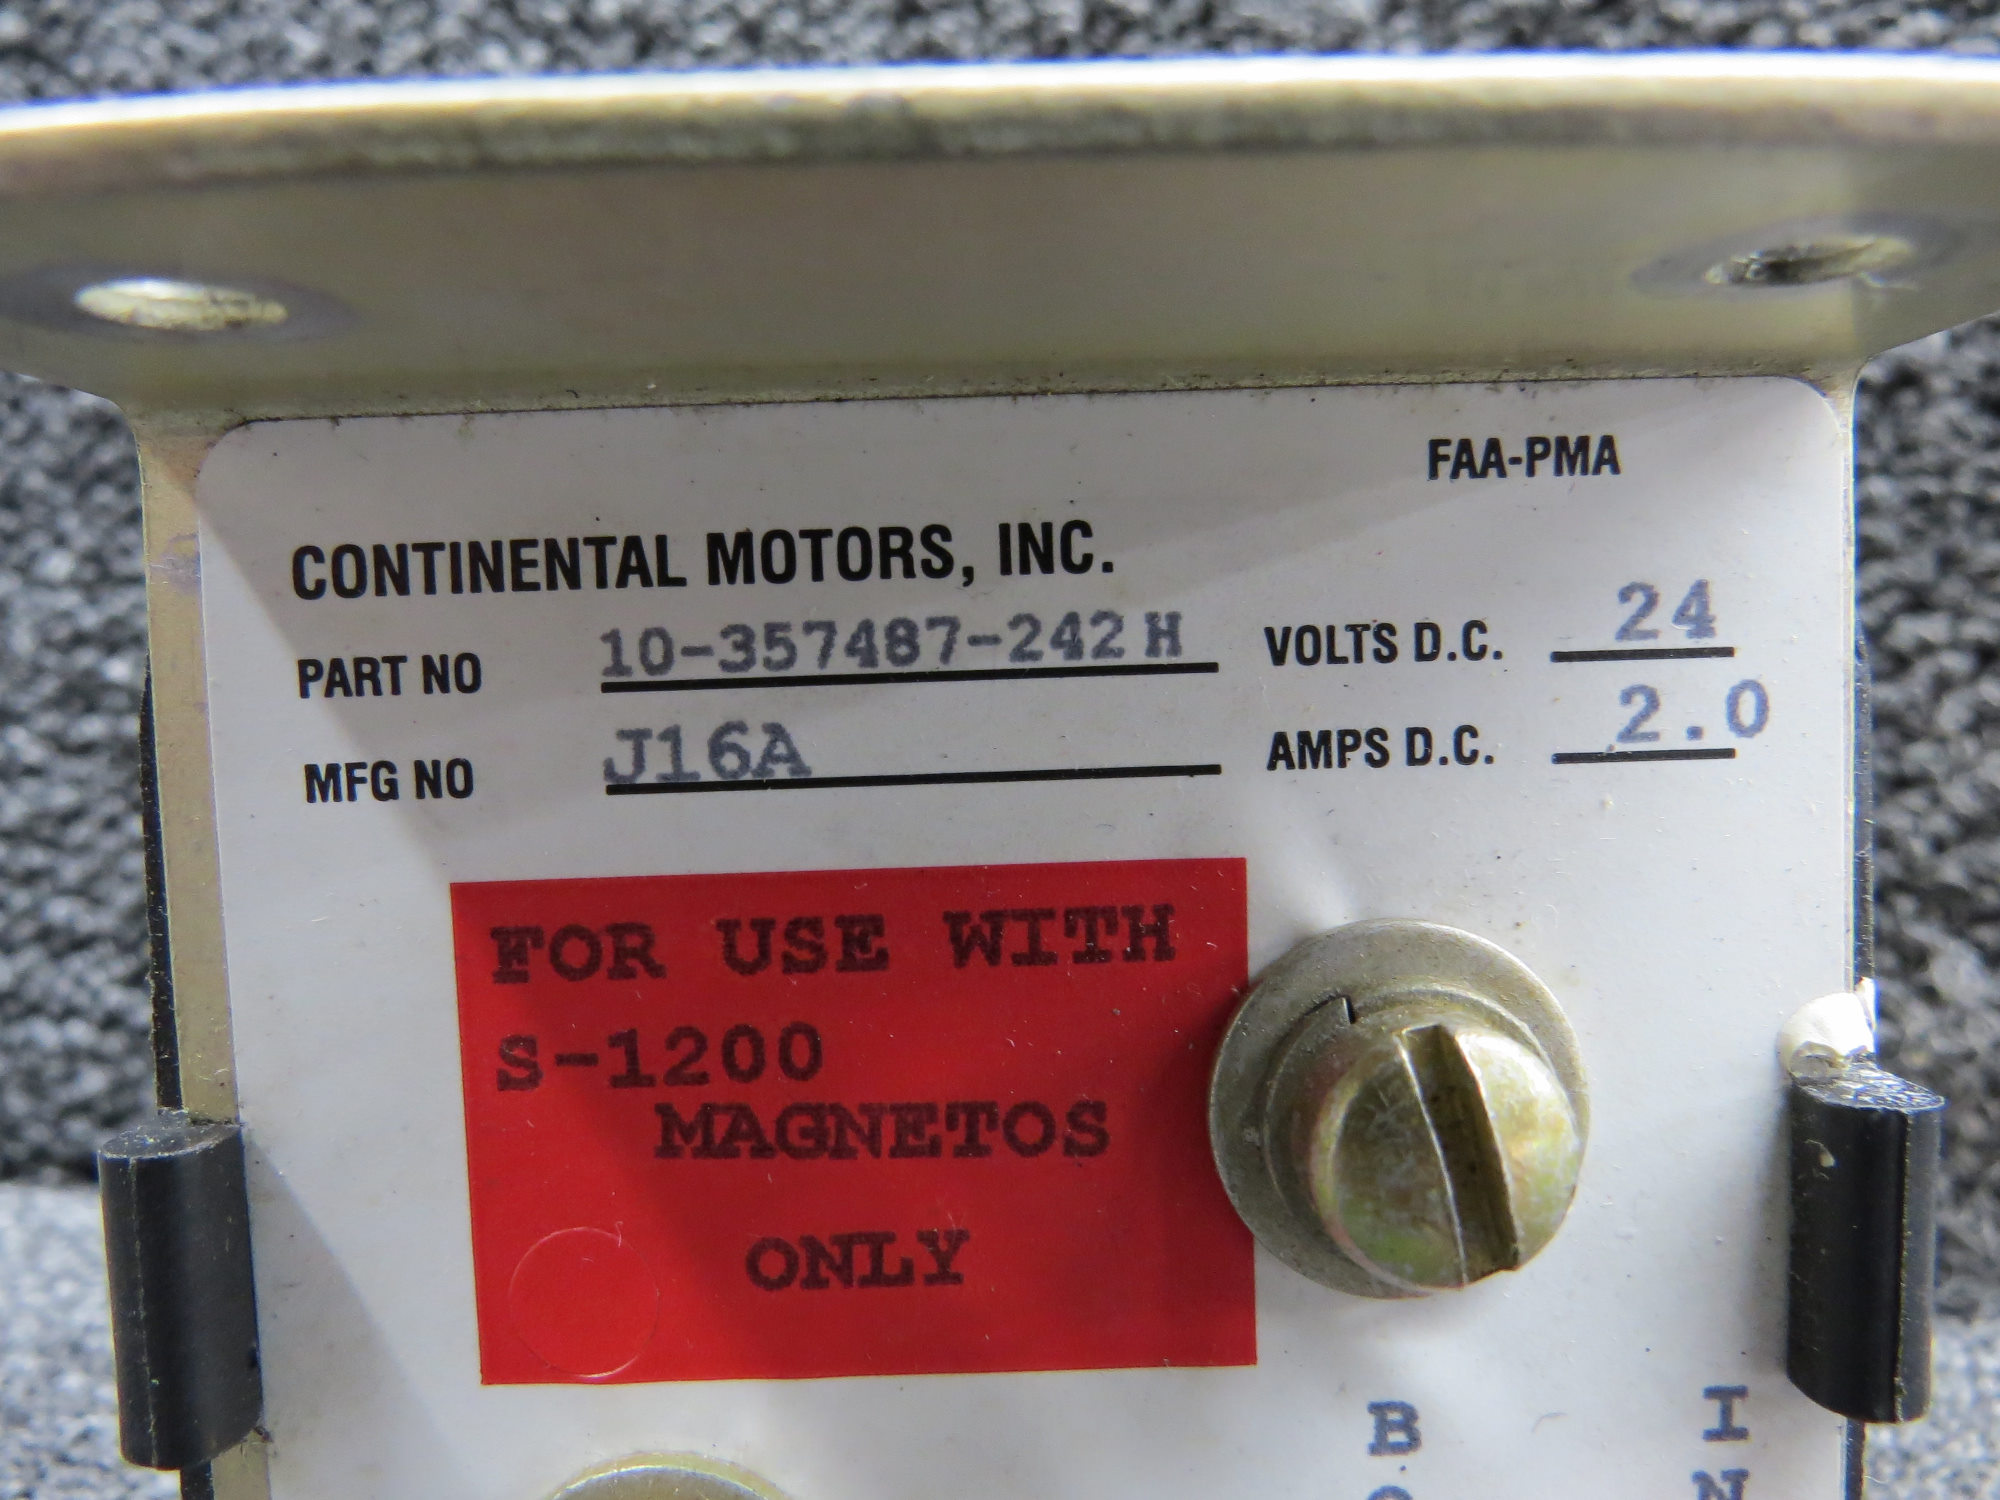 FAA-PMA
CONTINENTAL MOTORS, INC.
PART NO 10-357487-242 H VOLTS D.C. 24
MFG NO J16A AMPS D.C. 2.0
FOR USE WITH
S-1200
MAGNETOS
ONLY
B
I
N